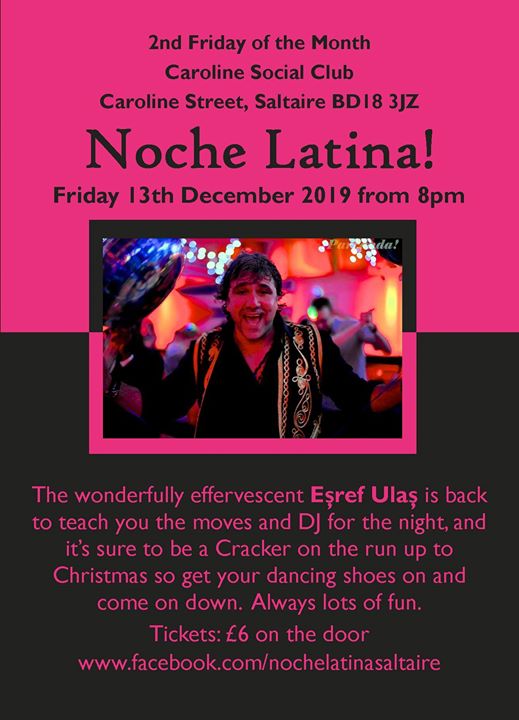 2nd Friday of the Month
Caroline Social Club
Caroline Street, Saltaire BD18 3JZ
Noche Latina!
Friday 13th December 2019 from 8pm
The wonderfully effervescent Eşref Ulaş is back
to teach you the moves and DJ for the night, and
it's sure to be a Cracker on the run up to
Christmas so get your dancing shoes on and
come on down. Always lots of fun.
Tickets: £6 on the door
www.facebook.com/nochelatinasaltaire